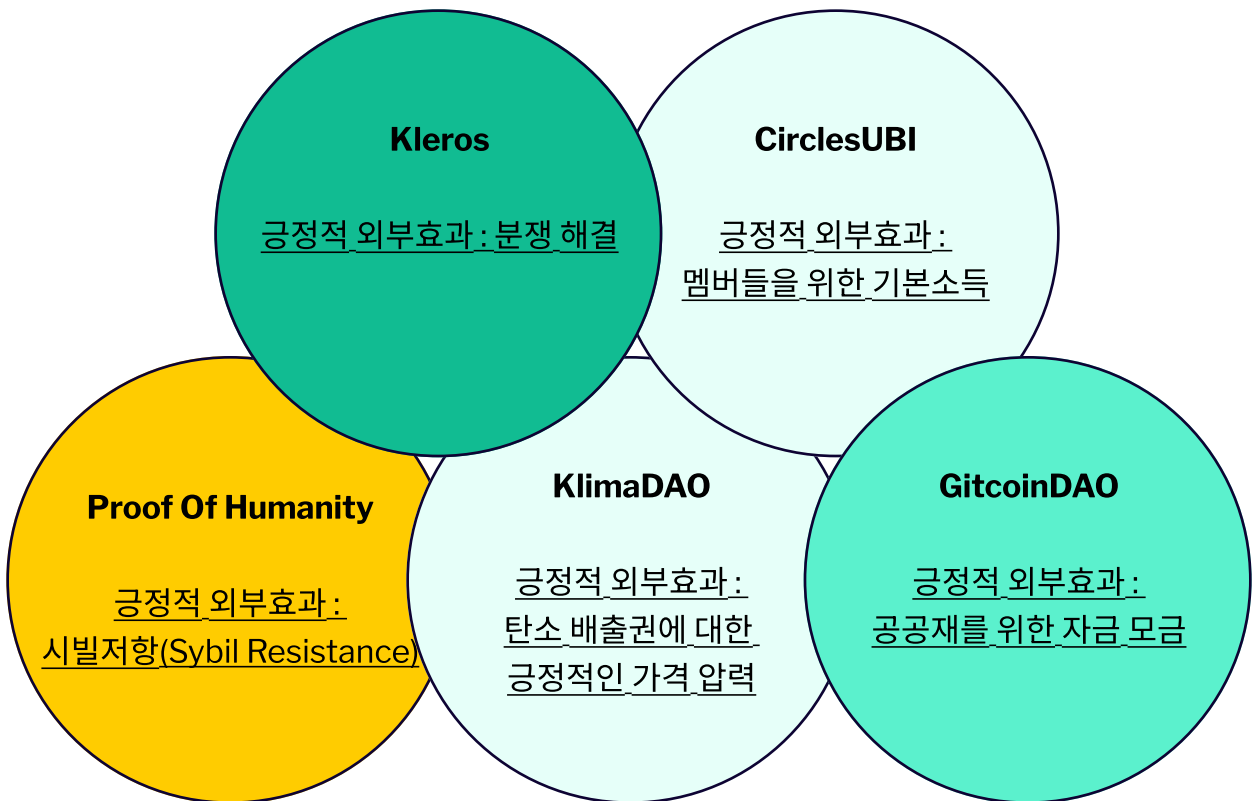 Kleros
긍정적 외부효과 : 분쟁 해결
CirclesUBI
긍정적 외부효과 :
멤버들을 위한 기본소득
Proof Of Humanity
긍정적 외부효과 :
시빌저항(Sybil Resistance)
KlimaDAO
긍정적 외부효과 :
탄소 배출권에 대한
긍정적인 가격 압력
GitcoinDAO
긍정적 외부효과 :
공공재를 위한 자금 모금